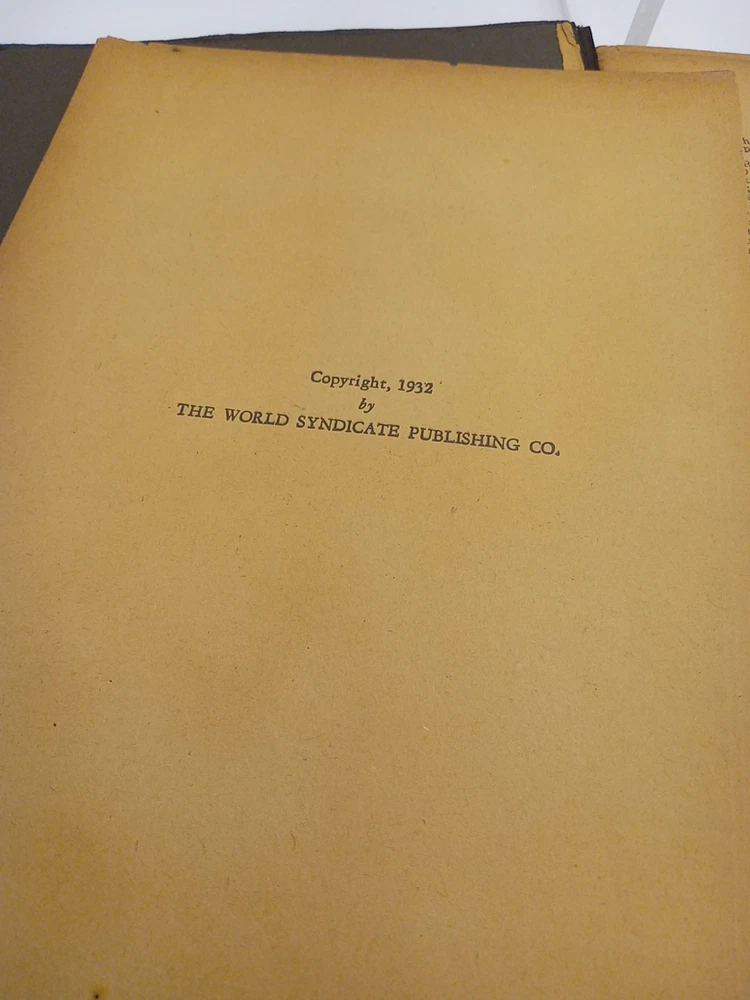 Copyright, 1932
by
THE WORLD SYNDICATE PUBLISHING CO.